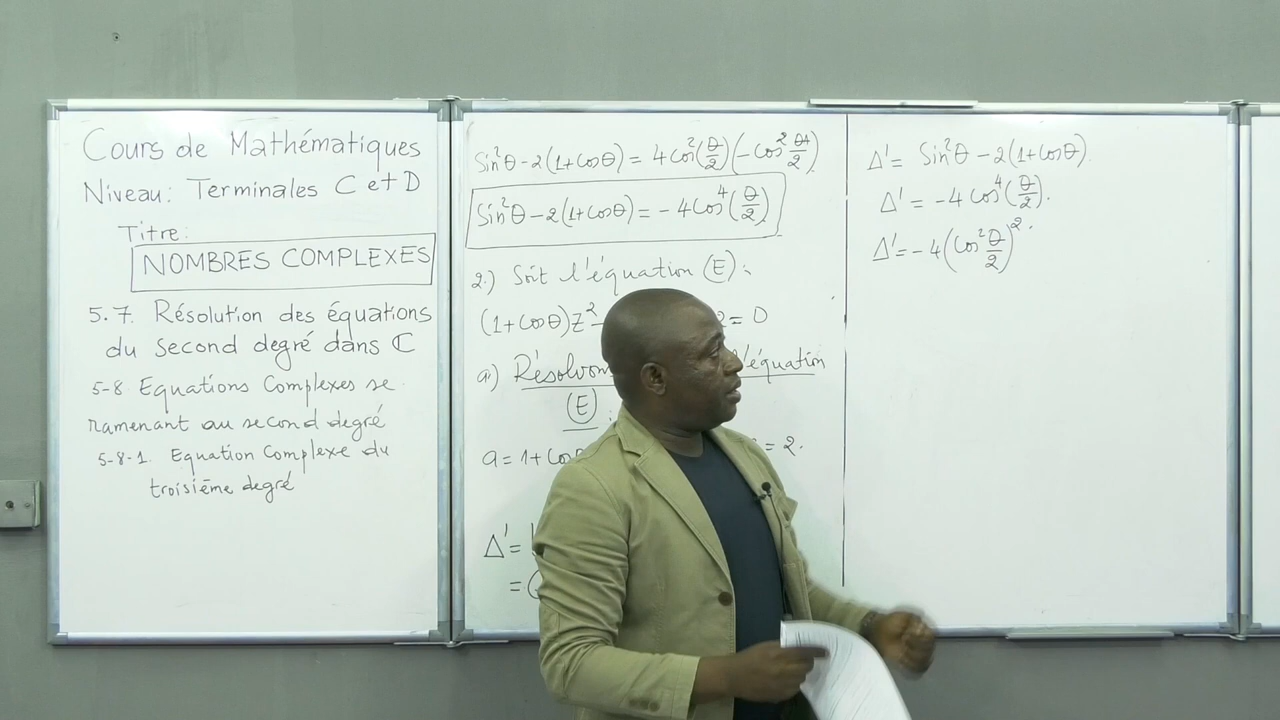 Cours de Mathématiques
Niveau: Terminales C et D
Titre:
NOMBRES COMPLEXES
5.7. Résolution des équations
du second degré dans ℂ
5-8 Equations Complexes se
ramenant au second degré
5-8-1. Equation Complexe du
troisième degré
Sin²θ-2(1+cosθ) = 4cos²(θ/2)(-cos²θ/2)
Sin²θ-2(1+cosθ) = -4cos⁴(θ/2)
2.) Soit l'équation (E):
(1+cosθ)Z² 2=0
a) Résolvons l'équation
(E):
a=1+cos =2.
Δ'=
=
Δ'= Sin²θ-2(1+cosθ).
Δ' = -4cos⁴(θ/2).
Δ'= -4(cos²θ/2)².